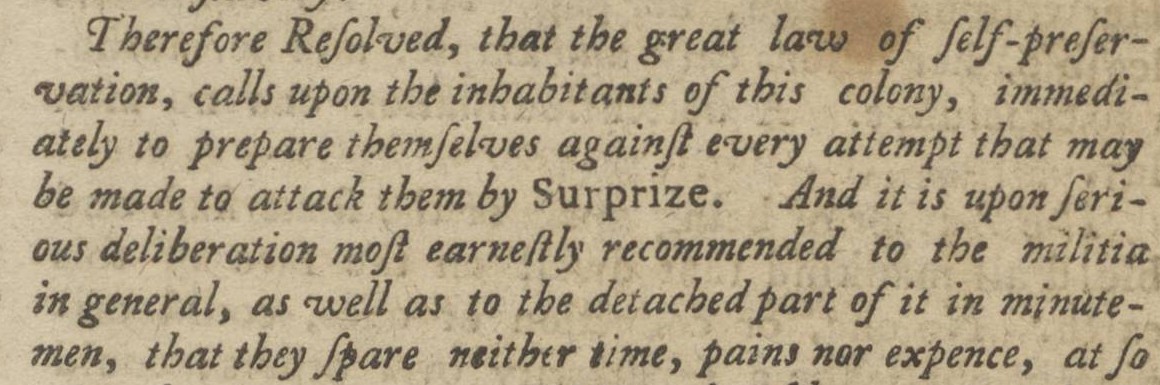 Therefore Reſolved, that the great law of ſelf-preſer-
vation, calls upon the inhabitants of this colony, immedi-
ately to prepare themſelves againſt every attempt that may
be made to attack them by Surprize. And it is upon ſeri-
ous deliberation moſt earneſtly recommended to the militia
in general, as well as to the detached part of it in minute-
men, that they ſpare neither time, pains nor expence, at ſo